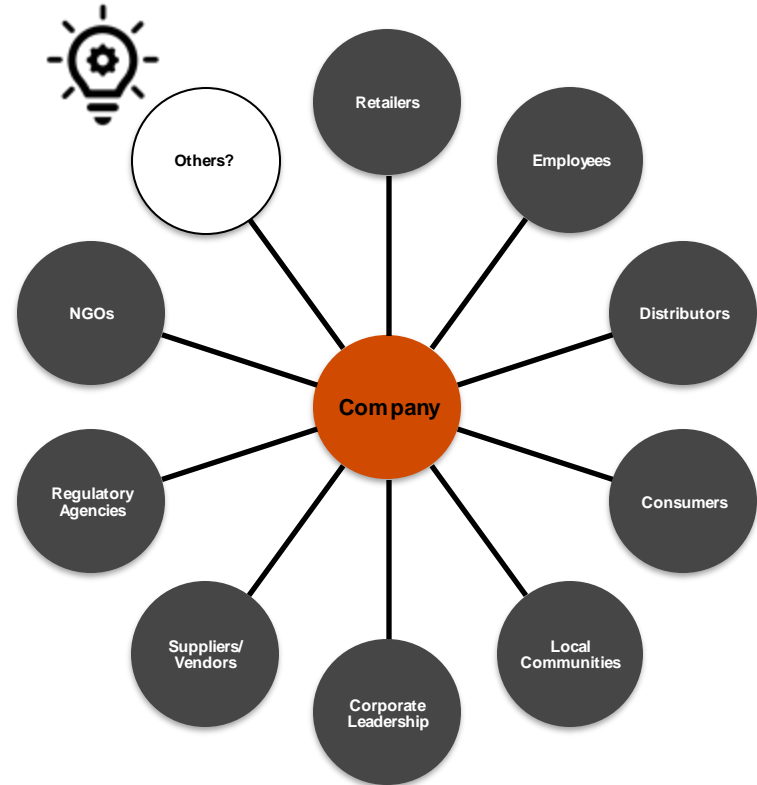 Retailers
Others?
Employees
NGOs
Distributors
Company
Regulatory
Agencies
Consumers
Suppliers/
Vendors
Local
Communities
Corporate
Leadership